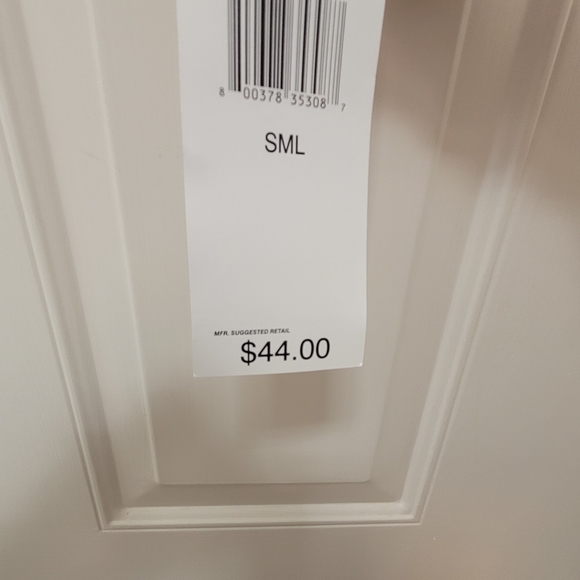 8 00378 35308 7
SML
MFR. SUGGESTED RETAIL
$44.00